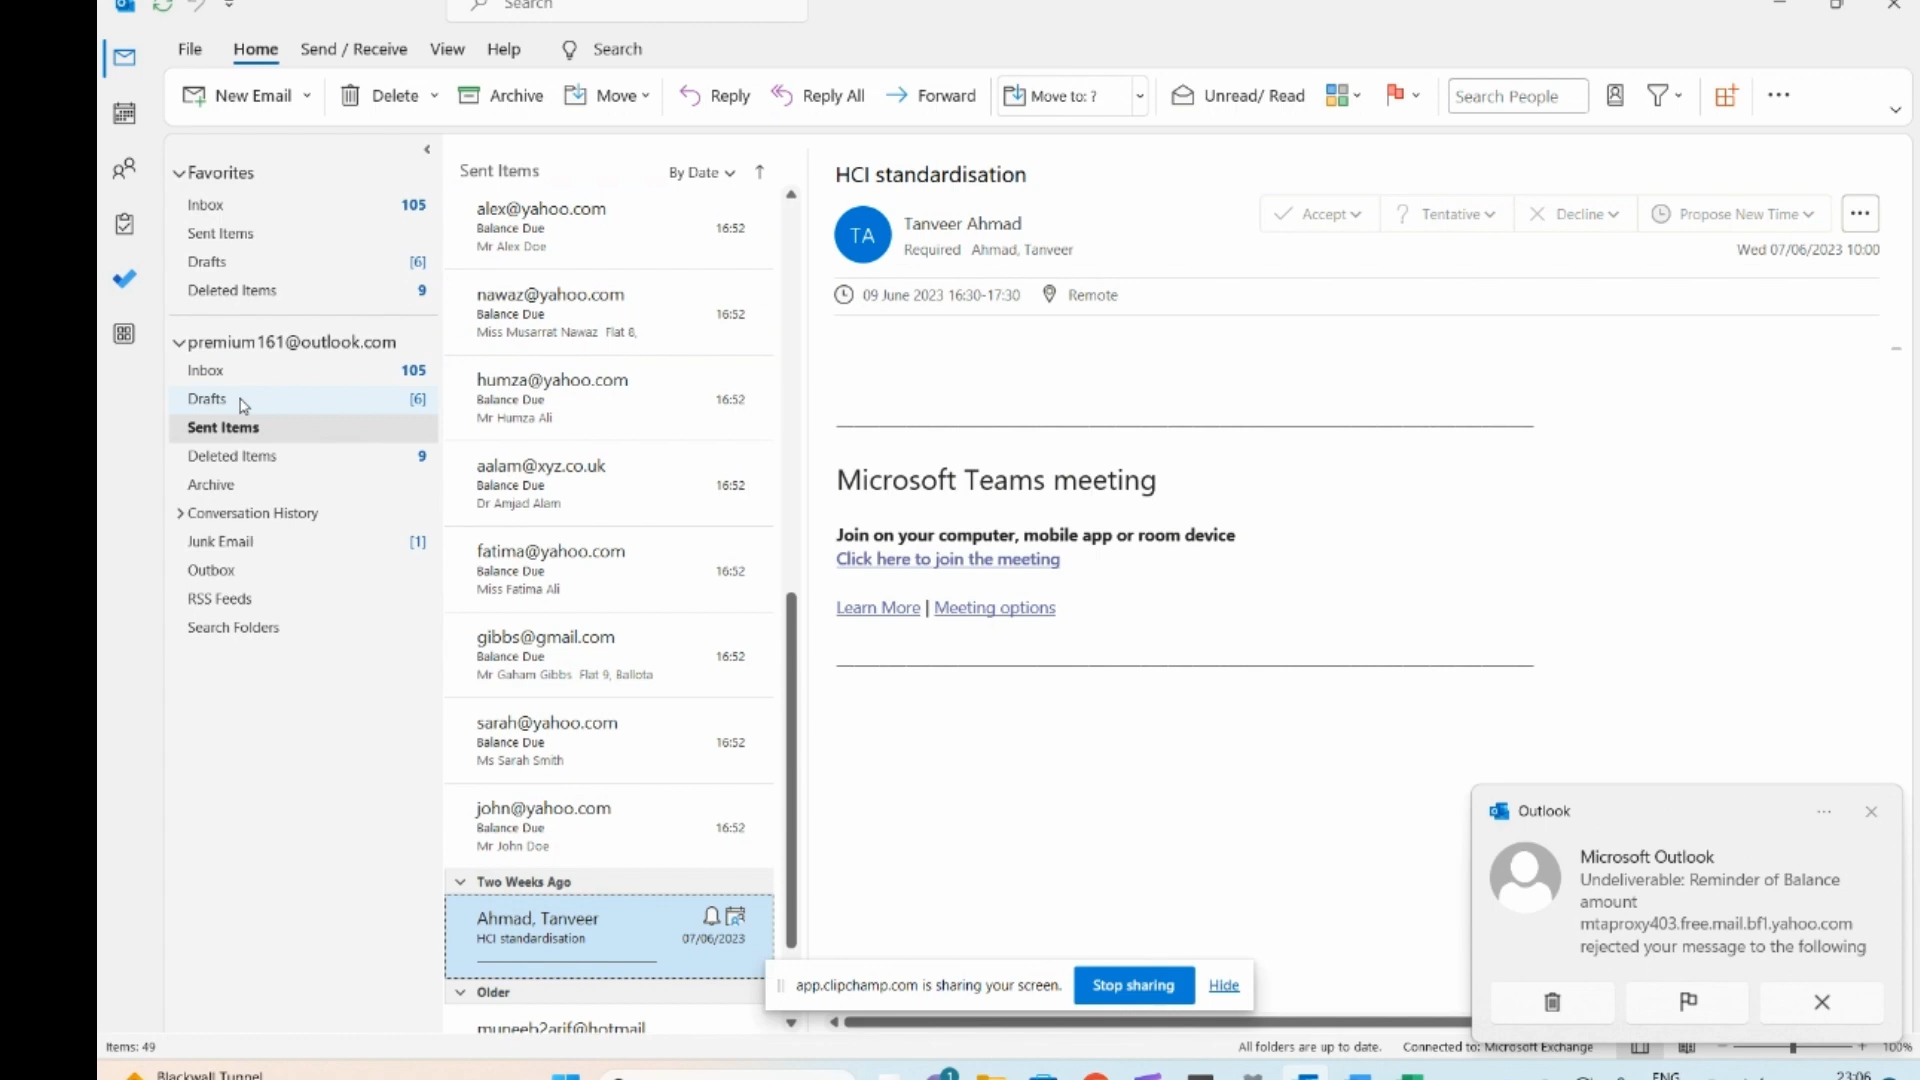 Search
File Home Send / Receive View Help Search
New Email Delete Archive Move Reply Reply All Forward Move to: ? Unread/ Read Search People
Favorites
Inbox 105
Sent Items
Drafts [6]
Deleted Items 9
premium161@outlook.com
Inbox 105
Drafts [6]
Sent Items
Deleted Items 9
Archive
Conversation History
Junk Email [1]
Outbox
RSS Feeds
Search Folders
Sent Items By Date
alex@yahoo.com
Balance Due 16:52
Mr Alex Doe
nawaz@yahoo.com
Balance Due 16:52
Miss Musarrat Nawaz Flat 8,
humza@yahoo.com
Balance Due 16:52
Mr Humza Ali
aalam@xyz.co.uk
Balance Due 16:52
Dr Amjad Alam
fatima@yahoo.com
Balance Due 16:52
Miss Fatima Ali
gibbs@gmail.com
Balance Due 16:52
Mr Gaham Gibbs Flat 9, Ballota
sarah@yahoo.com
Balance Due 16:52
Ms Sarah Smith
john@yahoo.com
Balance Due 16:52
Mr John Doe
Two Weeks Ago
Ahmad, Tanveer
HCI standardisation 07/06/2023
Older
muneeb2arif@hotmail
HCI standardisation
TA
Tanveer Ahmad
Required Ahmad, Tanveer
Accept Tentative Decline Propose New Time
Wed 07/06/2023 10:00
09 June 2023 16:30-17:30 Remote
Microsoft Teams meeting
Join on your computer, mobile app or room device
Click here to join the meeting
Learn More | Meeting options
app.clipchamp.com is sharing your screen. Stop sharing Hide
Outlook
Microsoft Outlook
Undeliverable: Reminder of Balance
amount
mtaproxy403.free.mail.bf1.yahoo.com
rejected your message to the following
Items: 49 All folders are up to date. Connected to: Microsoft Exchange 100%
Blackwall Tunnel 1 ENG 23:06